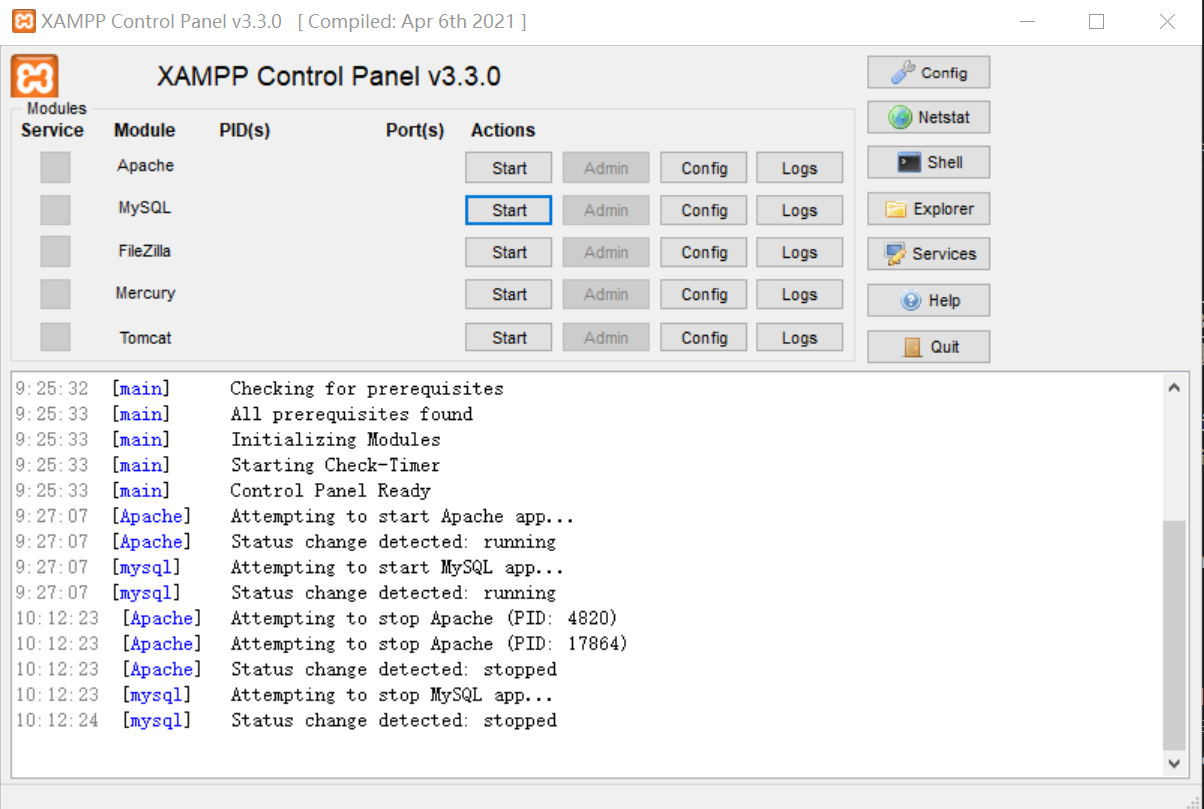 XAMPP Control Panel v3.3.0 [ Compiled: Apr 6th 2021 ]
XAMPP Control Panel v3.3.0
Config
Modules
Service Module PID(s) Port(s) Actions
Netstat
Apache Start Admin Config Logs
Shell
MySQL Start Admin Config Logs
Explorer
FileZilla Start Admin Config Logs
Services
Mercury Start Admin Config Logs
Help
Tomcat Start Admin Config Logs
Quit
9:25:32 [main] Checking for prerequisites
9:25:33 [main] All prerequisites found
9:25:33 [main] Initializing Modules
9:25:33 [main] Starting Check-Timer
9:25:33 [main] Control Panel Ready
9:27:07 [Apache] Attempting to start Apache app...
9:27:07 [Apache] Status change detected: running
9:27:07 [mysql] Attempting to start MySQL app...
9:27:07 [mysql] Status change detected: running
10:12:23 [Apache] Attempting to stop Apache (PID: 4820)
10:12:23 [Apache] Attempting to stop Apache (PID: 17864)
10:12:23 [Apache] Status change detected: stopped
10:12:23 [mysql] Attempting to stop MySQL app...
10:12:24 [mysql] Status change detected: stopped